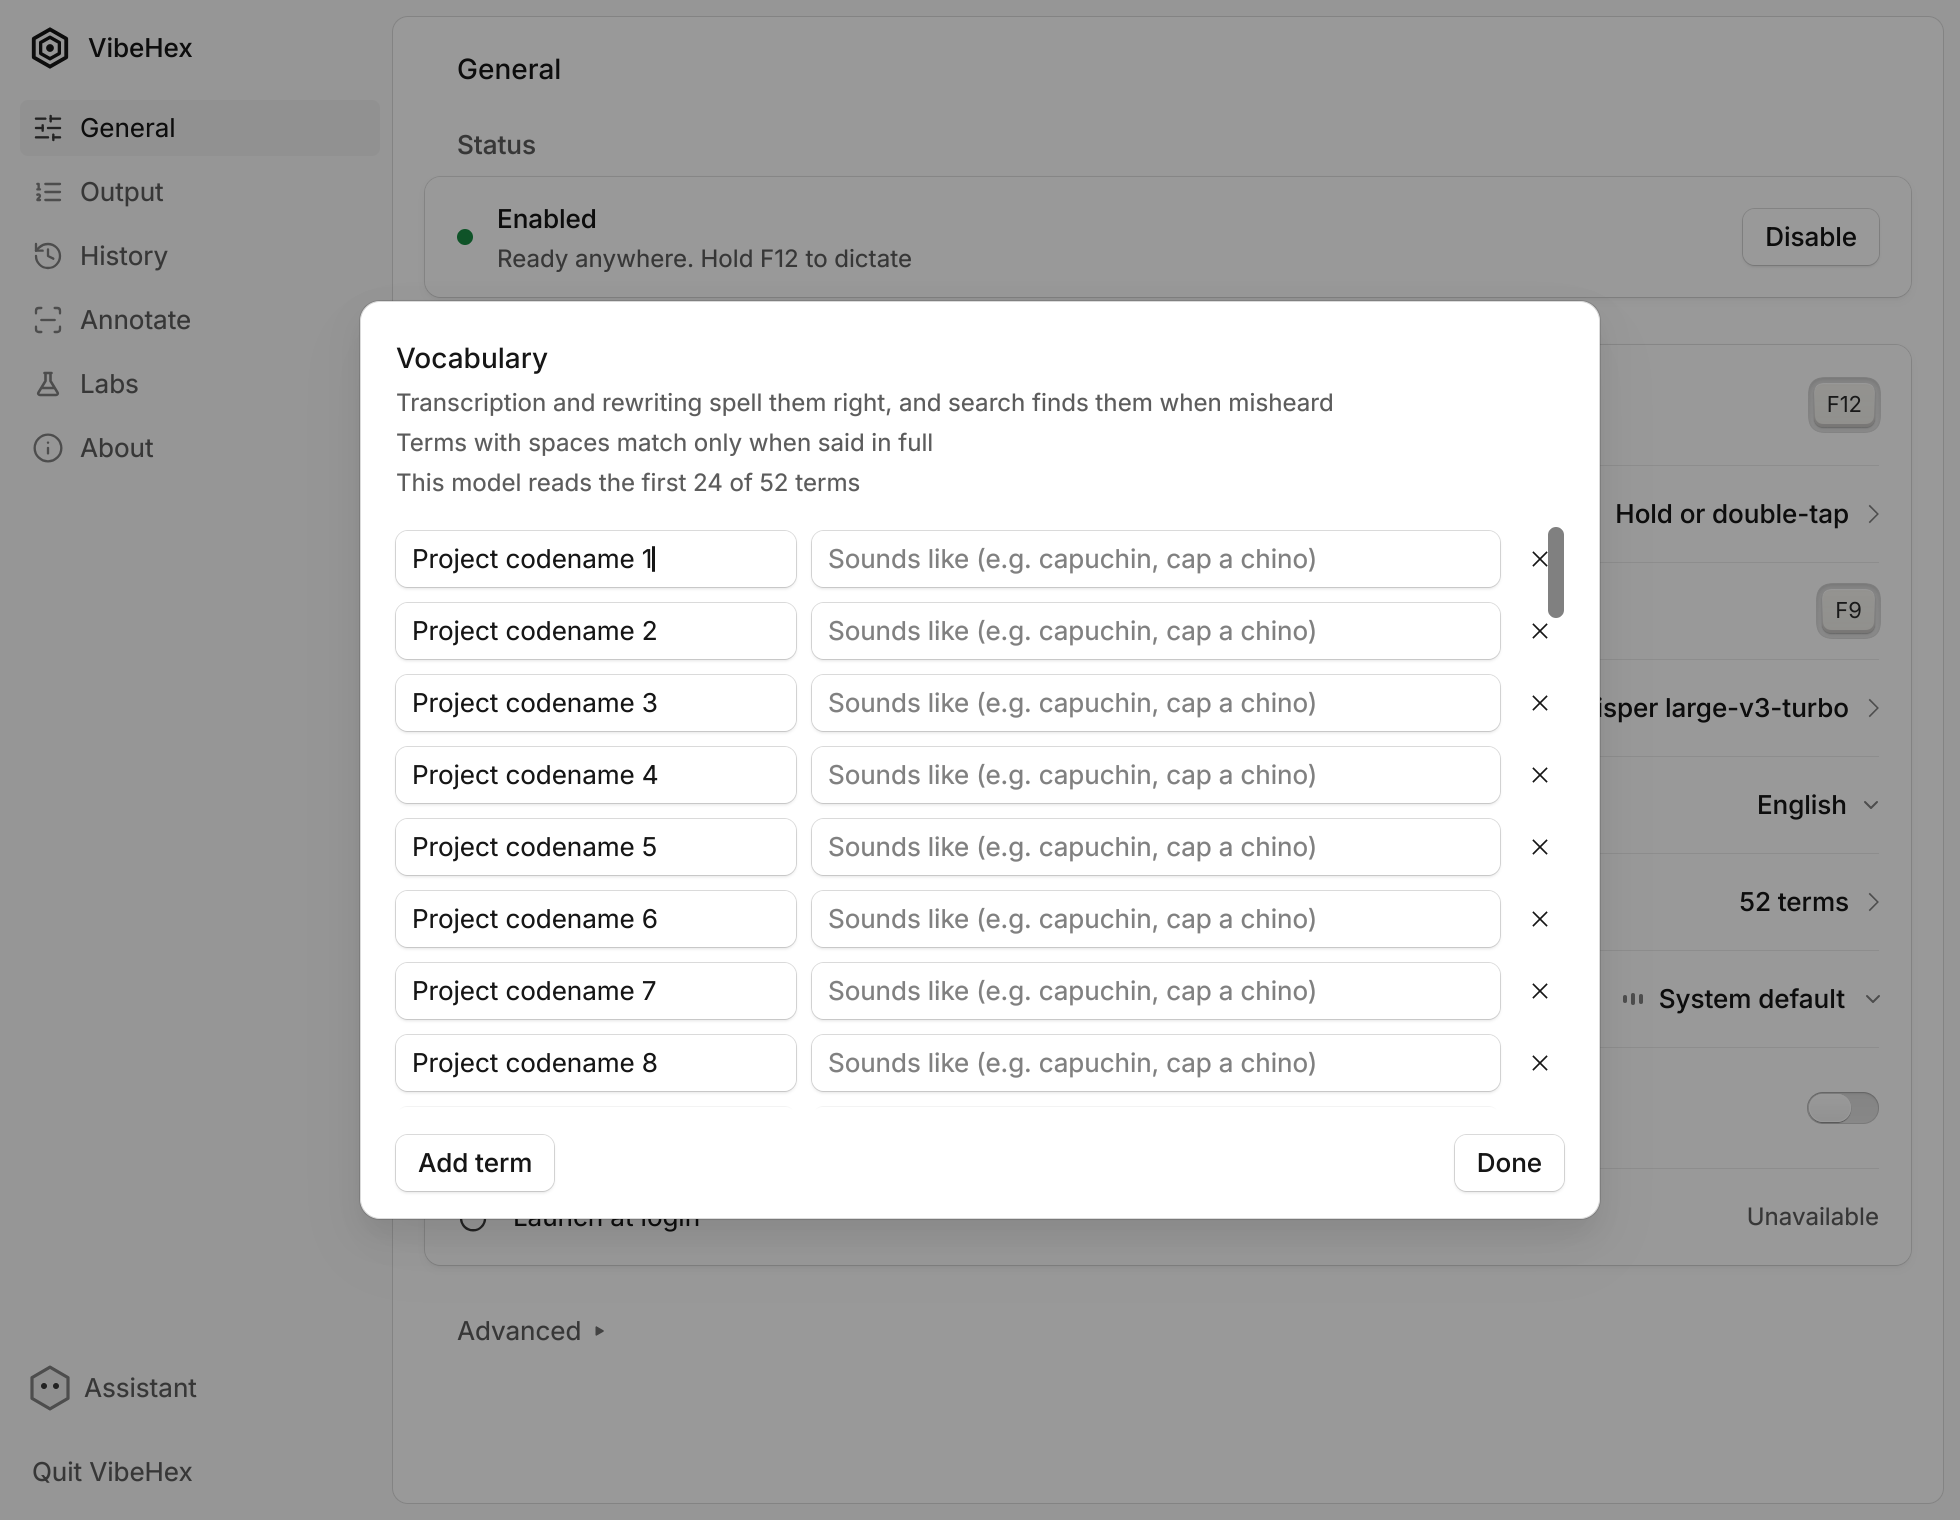 VibeHex
General
Output
History
Annotate
Labs
About
Assistant
Quit VibeHex
General
Status
Enabled
Ready anywhere. Hold F12 to dictate
Disable
Vocabulary
Transcription and rewriting spell them right, and search finds them when misheard
Terms with spaces match only when said in full
This model reads the first 24 of 52 terms
Project codename 1 Sounds like (e.g. capuchin, cap a chino)
Project codename 2 Sounds like (e.g. capuchin, cap a chino)
Project codename 3 Sounds like (e.g. capuchin, cap a chino)
Project codename 4 Sounds like (e.g. capuchin, cap a chino)
Project codename 5 Sounds like (e.g. capuchin, cap a chino)
Project codename 6 Sounds like (e.g. capuchin, cap a chino)
Project codename 7 Sounds like (e.g. capuchin, cap a chino)
Project codename 8 Sounds like (e.g. capuchin, cap a chino)
Add term
Done
F12
Hold or double-tap
F9
large-v3-turbo
English
52 terms
System default
Launch at login
Unavailable
Advanced